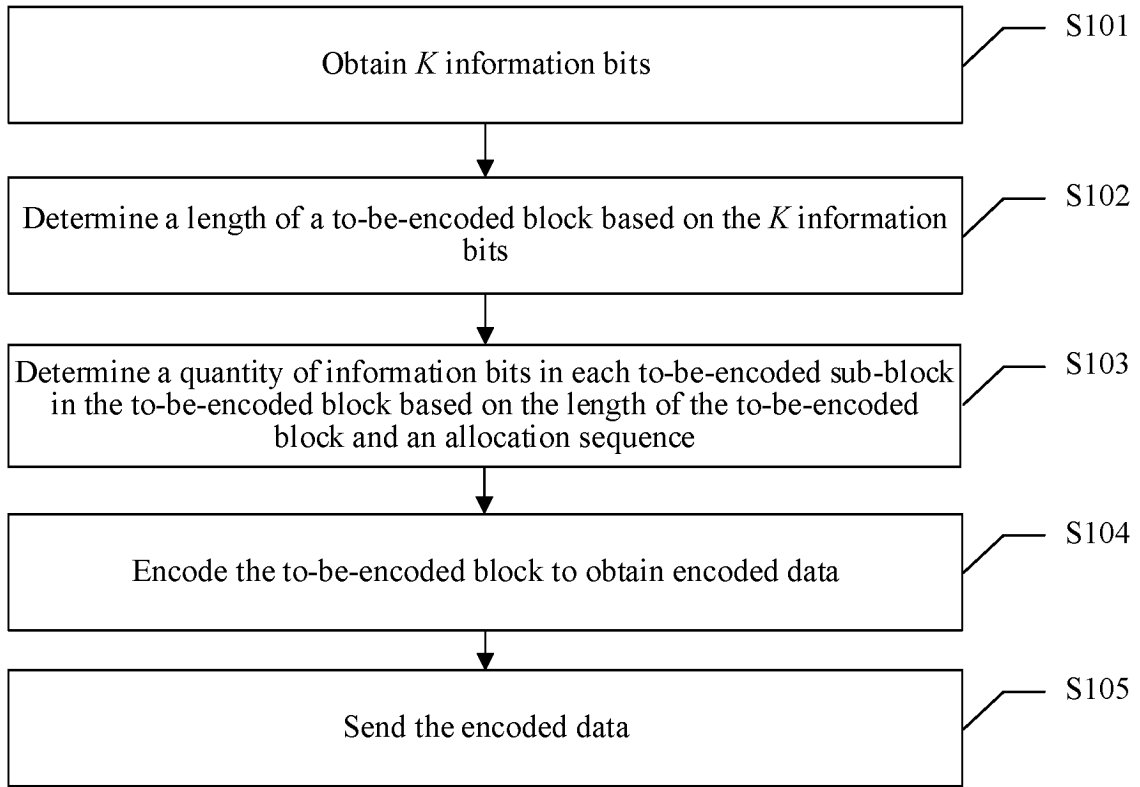 S101
Obtain K information bits
S102
Determine a length of a to-be-encoded block based on the K information
bits
S103
Determine a quantity of information bits in each to-be-encoded sub-block
in the to-be-encoded block based on the length of the to-be-encoded
block and an allocation sequence
S104
Encode the to-be-encoded block to obtain encoded data
S105
Send the encoded data